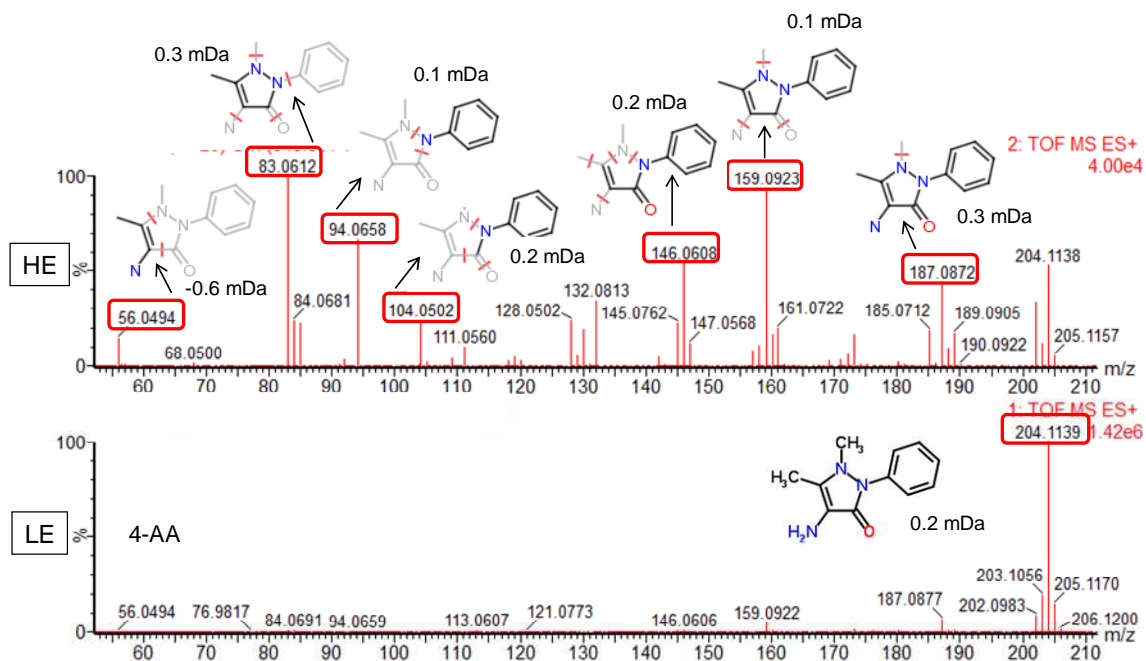 0.3 mDa
0.1 mDa
0.1 mDa
0.2 mDa
0.3 mDa
0.2 mDa
-0.6 mDa
N
N
N
O
N
N
N
O
N
N
N
O
N
N
N
O
N
N
N
O
N
N
N
O
N
N
N
O
2: TOF MS ES+
4.00e4
HE
100
%
0
83.0612
94.0658
56.0494
104.0502
146.0608
159.0923
187.0872
204.1138
84.0681
68.0500
111.0560
128.0502
132.0813
145.0762
147.0568
161.0722
185.0712
189.0905
190.0922
205.1157
60 70 80 90 100 110 120 130 140 150 160 170 180 190 200 210
m/z
1: TOF MS ES+
1.42e6
204.1139
LE
4-AA
100
%
0
CH3
H3C
N
N
H2N
O
0.2 mDa
56.0494
76.9817
84.0691
94.0659
113.0607
121.0773
146.0606
159.0922
187.0877
203.1056
202.0983
205.1170
206.1200
60 70 80 90 100 110 120 130 140 150 160 170 180 190 200 210
m/z